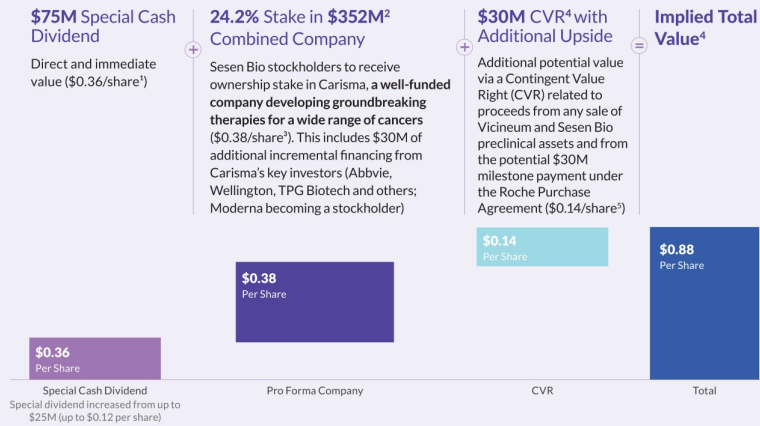 $75M Special Cash
Dividend
Direct and immediate
value ($0.36/share¹)
+
24.2% Stake in $352M²
Combined Company
Sesen Bio stockholders to receive
ownership stake in Carisma, a well-funded
company developing groundbreaking
therapies for a wide range of cancers
($0.38/share³). This includes $30M of
additional incremental financing from
Carisma's key investors (Abbvie,
Wellington, TPG Biotech and others;
Moderna becoming a stockholder)
+
$30M CVR⁴ with
Additional Upside
Additional potential value
via a Contingent Value
Right (CVR) related to
proceeds from any sale of
Vicineum and Sesen Bio
preclinical assets and from
the potential $30M
milestone payment under
the Roche Purchase
Agreement ($0.14/share⁵)
=
Implied Total
Value⁴
$0.36
Per Share
$0.38
Per Share
$0.14
Per Share
$0.88
Per Share
Special Cash Dividend
Special dividend increased from up to
$25M (up to $0.12 per share)
Pro Forma Company
CVR
Total